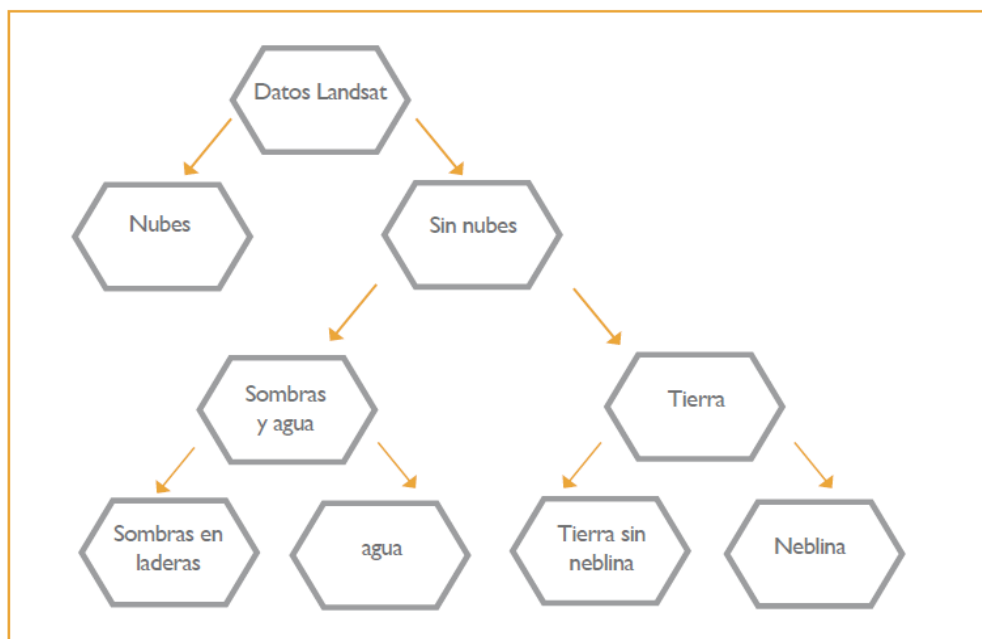 Datos Landsat
Nubes
Sin nubes
Sombras
y agua
Tierra
Sombras en
laderas
agua
Tierra sin
neblina
Neblina